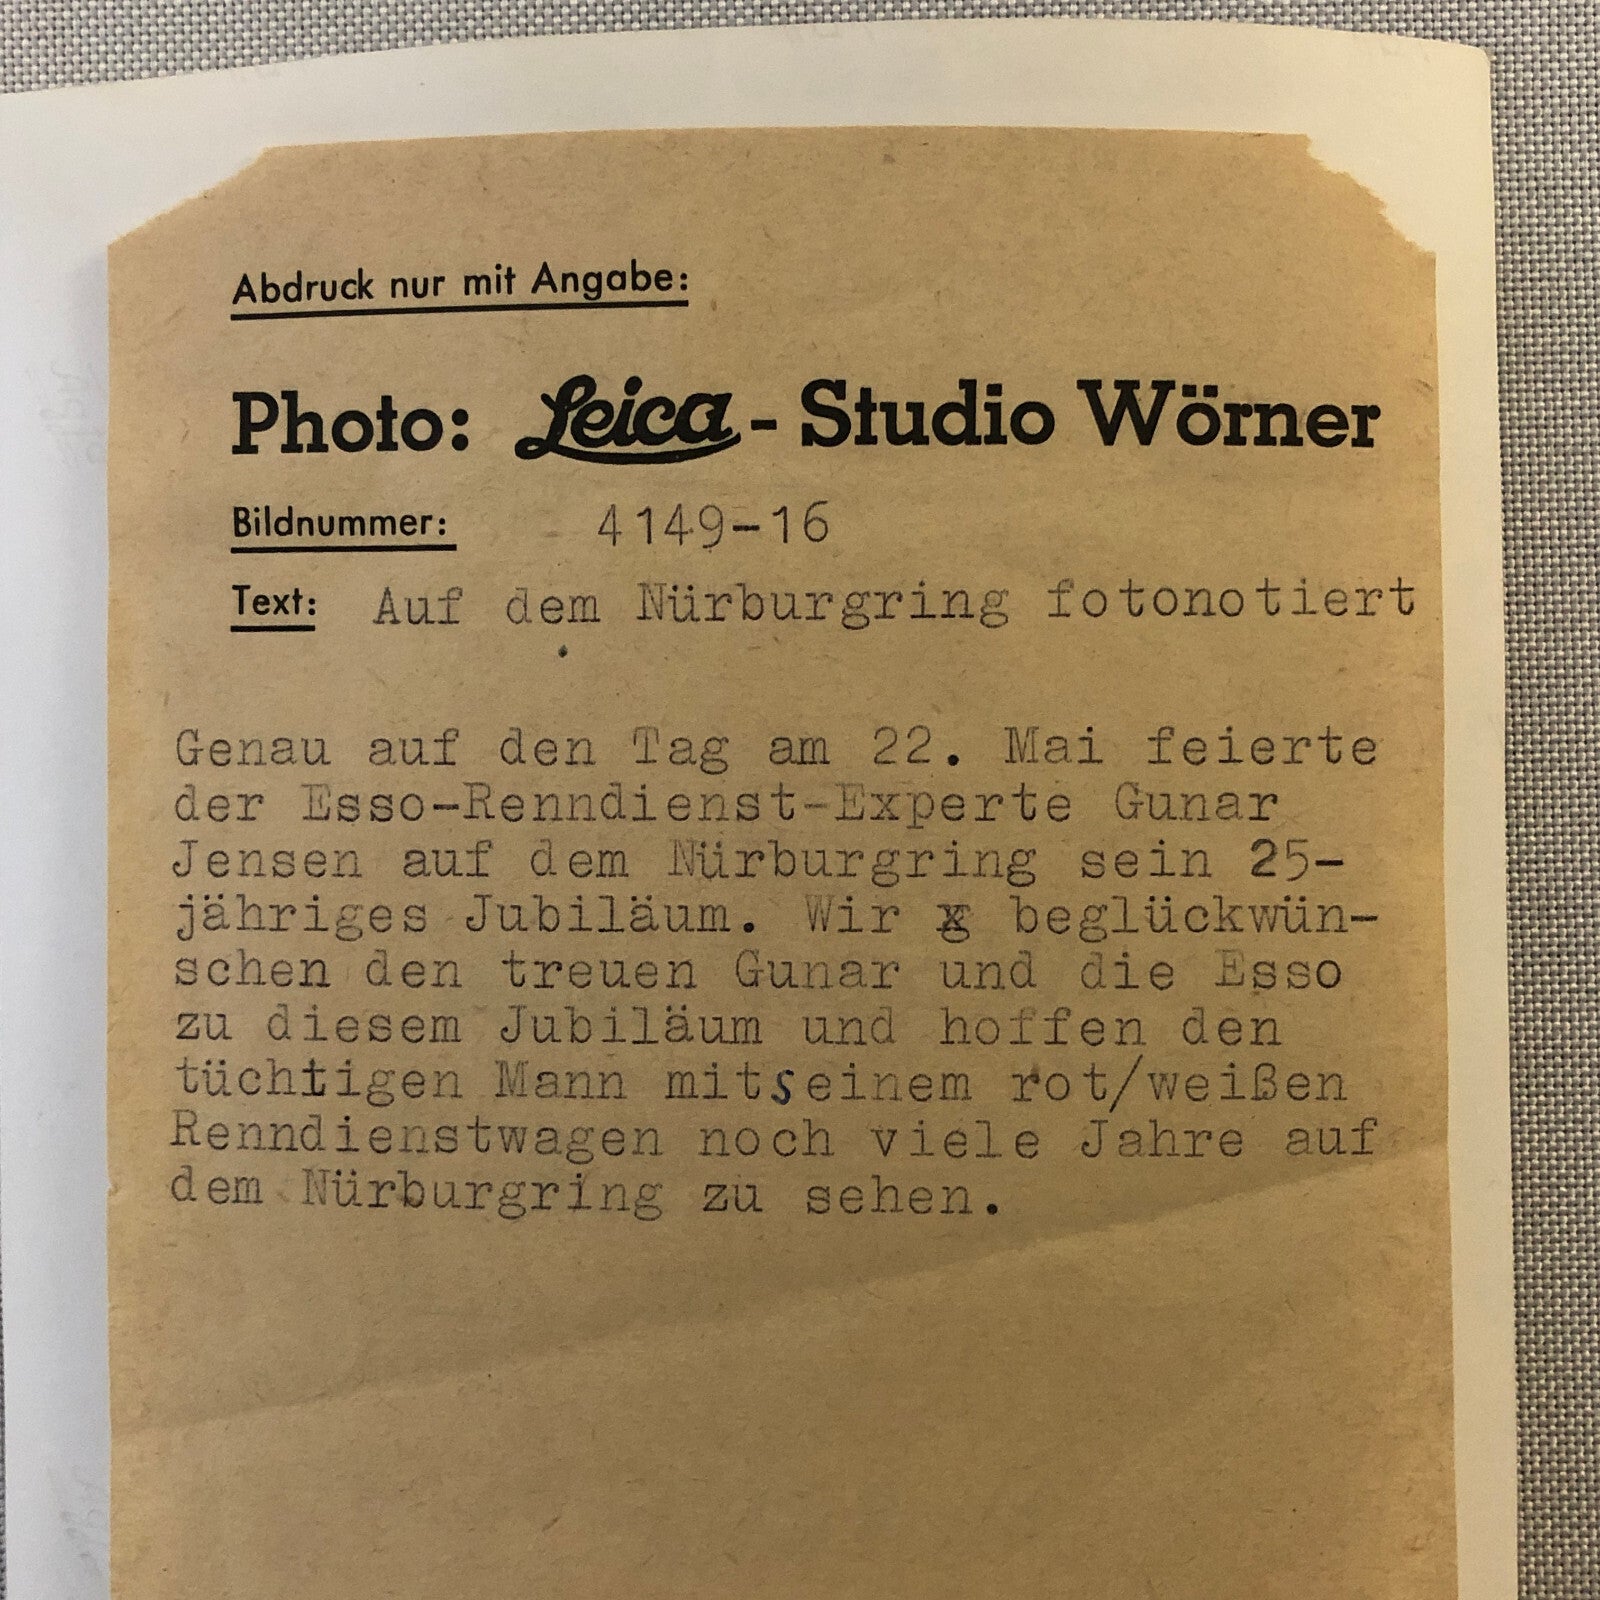 Abdruck nur mit Angabe:
Photo: Leica - Studio Wörner
Bildnummer: 4149-16
Text: Auf dem Nürburgring fotonotiert
Genau auf den Tag am 22. Mai feierte
der Esso-Renndienst-Experte Gunar
Jensen auf dem Nürburgring sein 25-
jähriges Jubiläum. Wir beglückwün-
schen den treuen Gunar und die Esso
zu diesem Jubiläum und hoffen den
tüchtigen Mann mitseinem rot/weißen
Renndienstwagen noch viele Jahre auf
dem Nürburgring zu sehen.